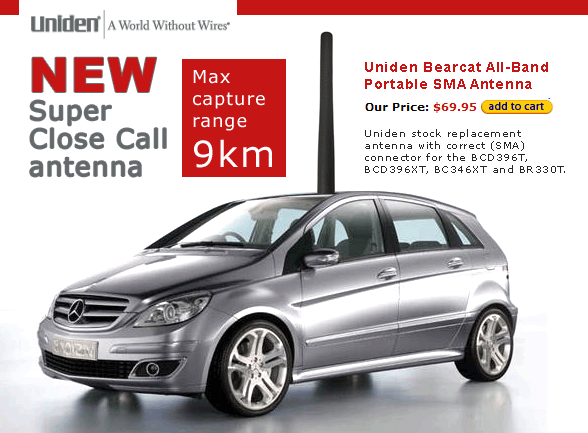 Uniden® A World Without Wires®
NEW
Super
Close Call
antenna
Max
capture
range
9km
Uniden Bearcat All-Band
Portable SMA Antenna
Our Price: $69.95 add to cart
Uniden stock replacement
antenna with correct (SMA)
connector for the BCD396T,
BCD396XT, BC346XT and BR330T.